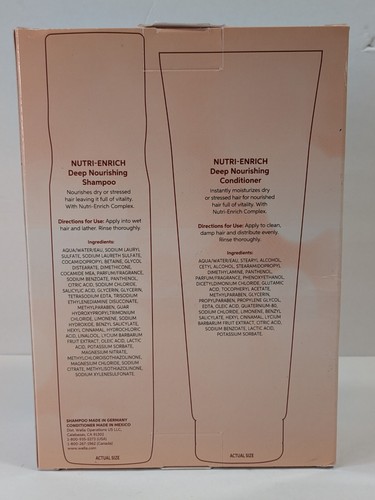 NUTRI-ENRICH
Deep Nourishing
Shampoo
Nourishes dry or stressed
hair leaving it full of vitality.
With Nutri-Enrich Complex.
Directions for Use: Apply into wet
hair and lather. Rinse thoroughly.
Ingredients:
AQUA/WATER/EAU, SODIUM LAURYL
SULFATE, SODIUM LAURETH SULFATE,
COCAMIDOPROPYL BETAINE, GLYCOL
DISTEARATE, DIMETHICONE,
COCAMIDE MEA, PARFUM/FRAGRANCE,
SODIUM BENZOATE, PANTHENOL,
CITRIC ACID, SODIUM CHLORIDE,
SALICYLIC ACID, GLYCERIN,
TETRASODIUM EDTA, TRISODIUM
ETHYLENEDIAMINE DISUCCINATE,
METHYLPARABEN, GUAR
HYDROXYPROPYLTRIMONIUM
CHLORIDE, LIMONENE, SODIUM
HYDROXIDE, BENZYL SALICYLATE,
HEXYL CINNAMAL, HYDROCHLORIC
ACID, LINALOOL, LYCIUM BARBARUM
FRUIT EXTRACT, OLEIC ACID, LACTIC
ACID, POTASSIUM SORBATE,
MAGNESIUM NITRATE,
METHYLCHLOROISOTHIAZOLINONE,
MAGNESIUM CHLORIDE, SODIUM
CITRATE, METHYLISOTHIAZOLINONE,
SODIUM XYLENESULFONATE.
SHAMPOO MADE IN GERMANY
CONDITIONER MADE IN MEXICO
Dist. Wella Operations US LLC,
Calabasas, CA 91302
www.wella.com
ACTUAL SIZE
NUTRI-ENRICH
Deep Nourishing
Conditioner
Instantly moisturizes dry
or stressed hair for nourished
hair full of vitality. With
Nutri-Enrich Complex.
Directions for Use: Apply to clean,
damp hair and distribute evenly.
Rinse thoroughly.
Ingredients:
AQUA/WATER/EAU, STEARYL ALCOHOL,
CETYL ALCOHOL, STEARAMIDOPROPYL
DIMETHYLAMINE, PANTHENOL,
PARFUM/FRAGRANCE, PHENOXYETHANOL,
DICETYLDIMONIUM CHLORIDE, GLUTAMIC
ACID, TOCOPHERYL ACETATE,
METHYLPARABEN, GLYCERIN,
PROPYLPARABEN, PROPYLENE GLYCOL,
EDTA, OLEIC ACID, QUATERNIUM-80,
SODIUM CHLORIDE, LIMONENE, BENZYL
SALICYLATE, HEXYL CINNAMAL, LYCIUM
BARBARUM FRUIT EXTRACT, CITRIC ACID,
SODIUM BENZOATE, LACTIC ACID,
POTASSIUM SORBATE.
ACTUAL SIZE